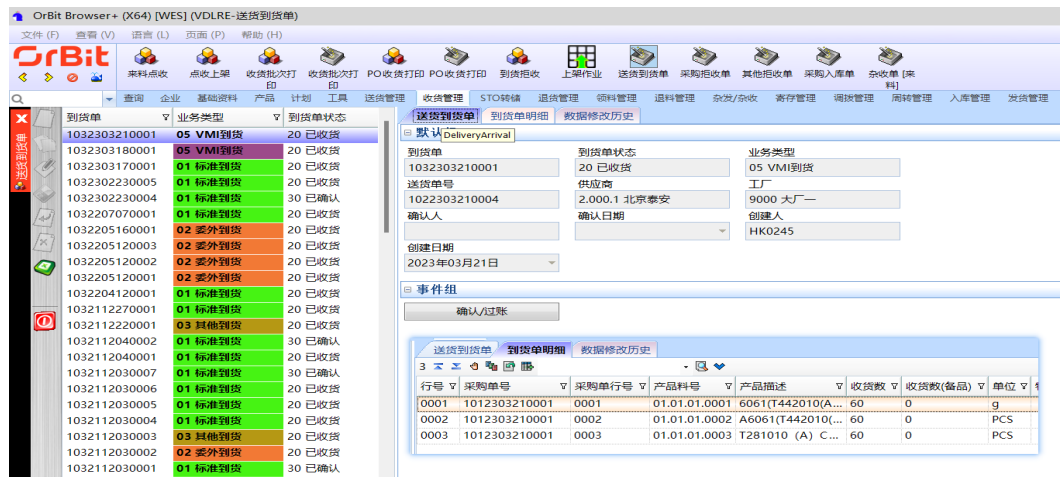 OrBit Browser+ (X64) [WES] (VDLRE-送货到货单)
文件 (F) 查看 (V) 语言 (L) 页面 (P) 帮助 (H)
OrBit
来料点收 点收上架 收货批次打印 收货批次打印 PO收货打印 PO收货打印 到货拒收 上架作业 送货到货单 采购拒收单 其他拒收单 采购入库单 杂收单 [来料]
查询 企业 基础资料 产品 计划 工具 送货管理 收货管理 STO转储 退货管理 领料管理 退料管理 杂发/杂收 寄存管理 调拨管理 周转管理 入库管理 发货管理
送货到货单
到货单 业务类型 到货单状态
1032303210001 05 VMI到货 20 已收货
1032303180001 05 VMI到货 20 已收货
1032303170001 01 标准到货 20 已收货
1032302230005 01 标准到货 20 已收货
1032302230004 01 标准到货 30 已确认
1032207070001 01 标准到货 20 已收货
1032205160001 02 委外到货 20 已收货
1032205120003 02 委外到货 20 已收货
1032205120002 02 委外到货 20 已收货
1032205120001 02 委外到货 20 已收货
1032204120001 01 标准到货 20 已收货
1032112270001 01 标准到货 20 已收货
1032112220001 03 其他到货 20 已收货
1032112040002 01 标准到货 30 已确认
1032112040001 01 标准到货 20 已收货
1032112030007 01 标准到货 30 已确认
1032112030006 01 标准到货 20 已收货
1032112030005 01 标准到货 20 已收货
1032112030004 01 标准到货 20 已收货
1032112030003 03 其他到货 20 已收货
1032112030002 02 委外到货 20 已收货
1032112030001 01 标准到货 30 已确认
送货到货单 到货单明细 数据修改历史
默认
DeliveryArrival
到货单 到货单状态 业务类型
1032303210001 20 已收货 05 VMI到货
送货单号 供应商 工厂
1022303210004 2.000.1 北京泰安 9000 大厂一
确认人 确认日期 创建人
HK0245
创建日期
2023年03月21日
事件组
确认/过账
送货到货单 到货单明细 数据修改历史
3
行号 采购单号 采购单行号 产品料号 产品描述 收货数 收货数(备品) 单位
0001 1012303210001 0001 01.01.01.0001 6061(T442010(A... 60 0 g
0002 1012303210001 0002 01.01.01.0002 A6061(T442010(... 60 0 PCS
0003 1012303210001 0003 01.01.01.0003 T281010 (A) C... 60 0 PCS